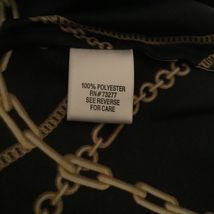 100% POLYESTER
RN# 73277
SEE REVERSE
FOR CARE